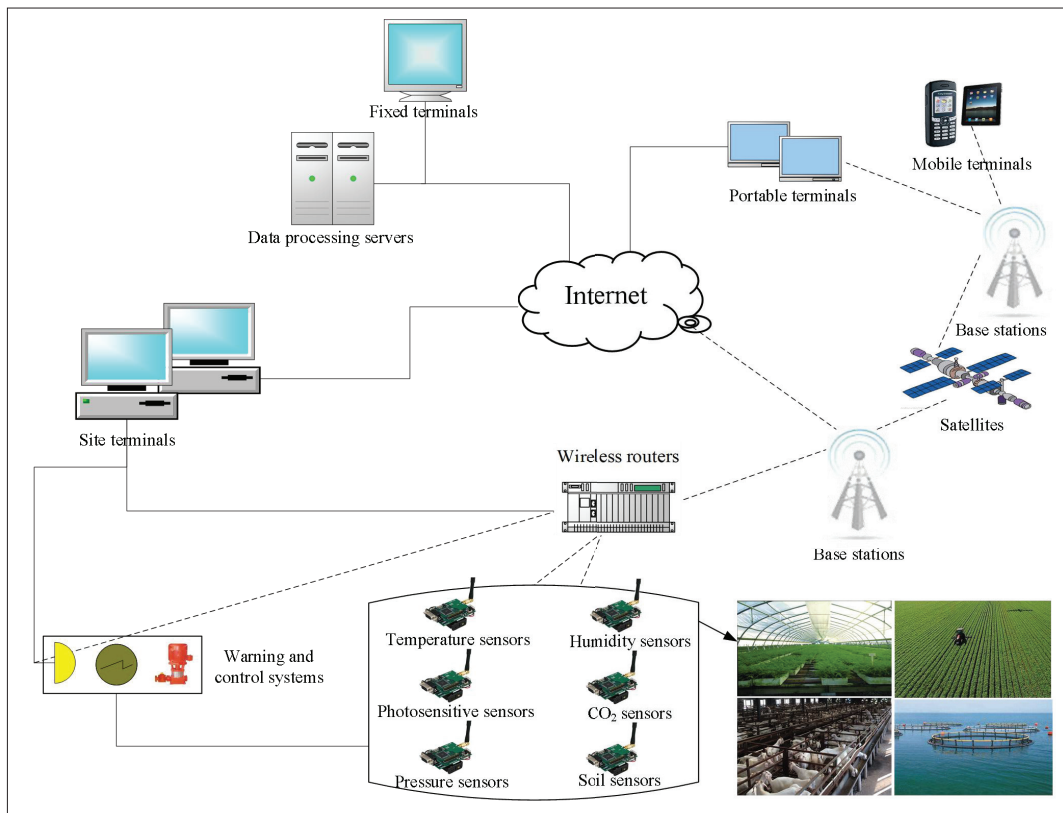 Fixed terminals
Mobile terminals
Portable terminals
Data processing servers
Internet
Base stations
Site terminals
Satellites
Wireless routers
Base stations
Temperature sensors
Humidity sensors
Warning and
control systems
Photosensitive sensors
CO₂ sensors
Pressure sensors
Soil sensors